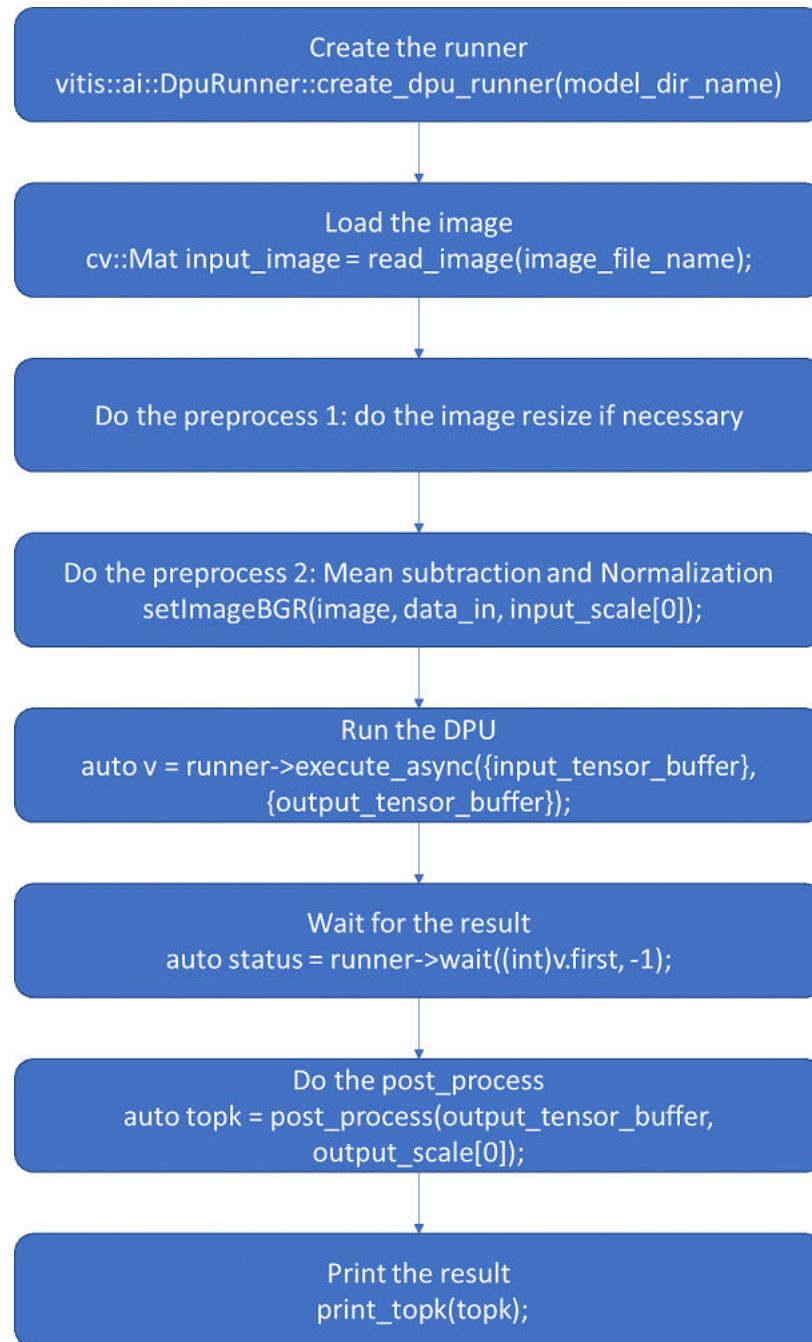 Create the runner
vitis::ai::DpuRunner::create_dpu_runner(model_dir_name)
Load the image
cv::Mat input_image = read_image(image_file_name);
Do the preprocess 1: do the image resize if necessary
Do the preprocess 2: Mean subtraction and Normalization
setImageBGR(image, data_in, input_scale[0]);
Run the DPU
auto v = runner->execute_async({input_tensor_buffer},
{output_tensor_buffer});
Wait for the result
auto status = runner->wait((int)v.first, -1);
Do the post_process
auto topk = post_process(output_tensor_buffer,
output_scale[0]);
Print the result
print_topk(topk);